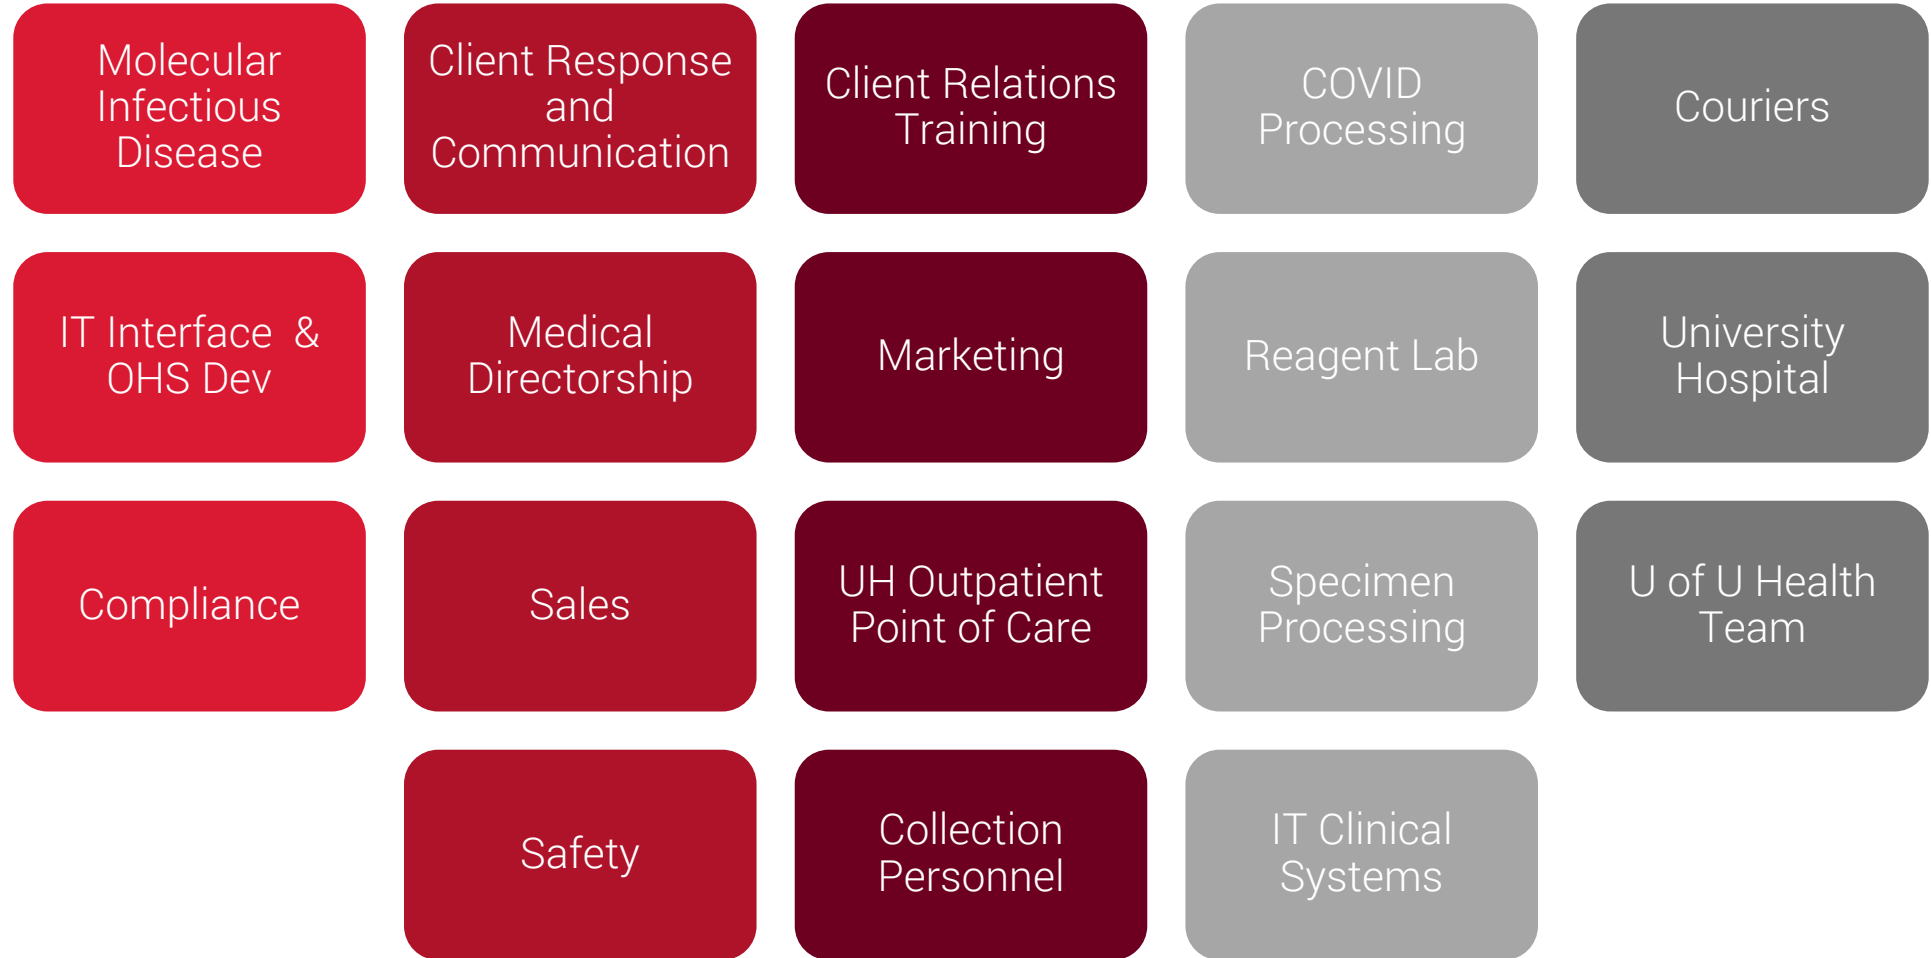 Molecular
Infectious
Disease
Client Response
and
Communication
Client Relations
Training
COVID
Processing
Couriers
IT Interface  &
OHS Dev
Medical
Directorship
Marketing
Reagent Lab
University
Hospital
Compliance
Sales
UH Outpatient
Point of Care
Specimen
Processing
U of U Health
Team
Safety
Collection
Personnel
IT Clinical
Systems